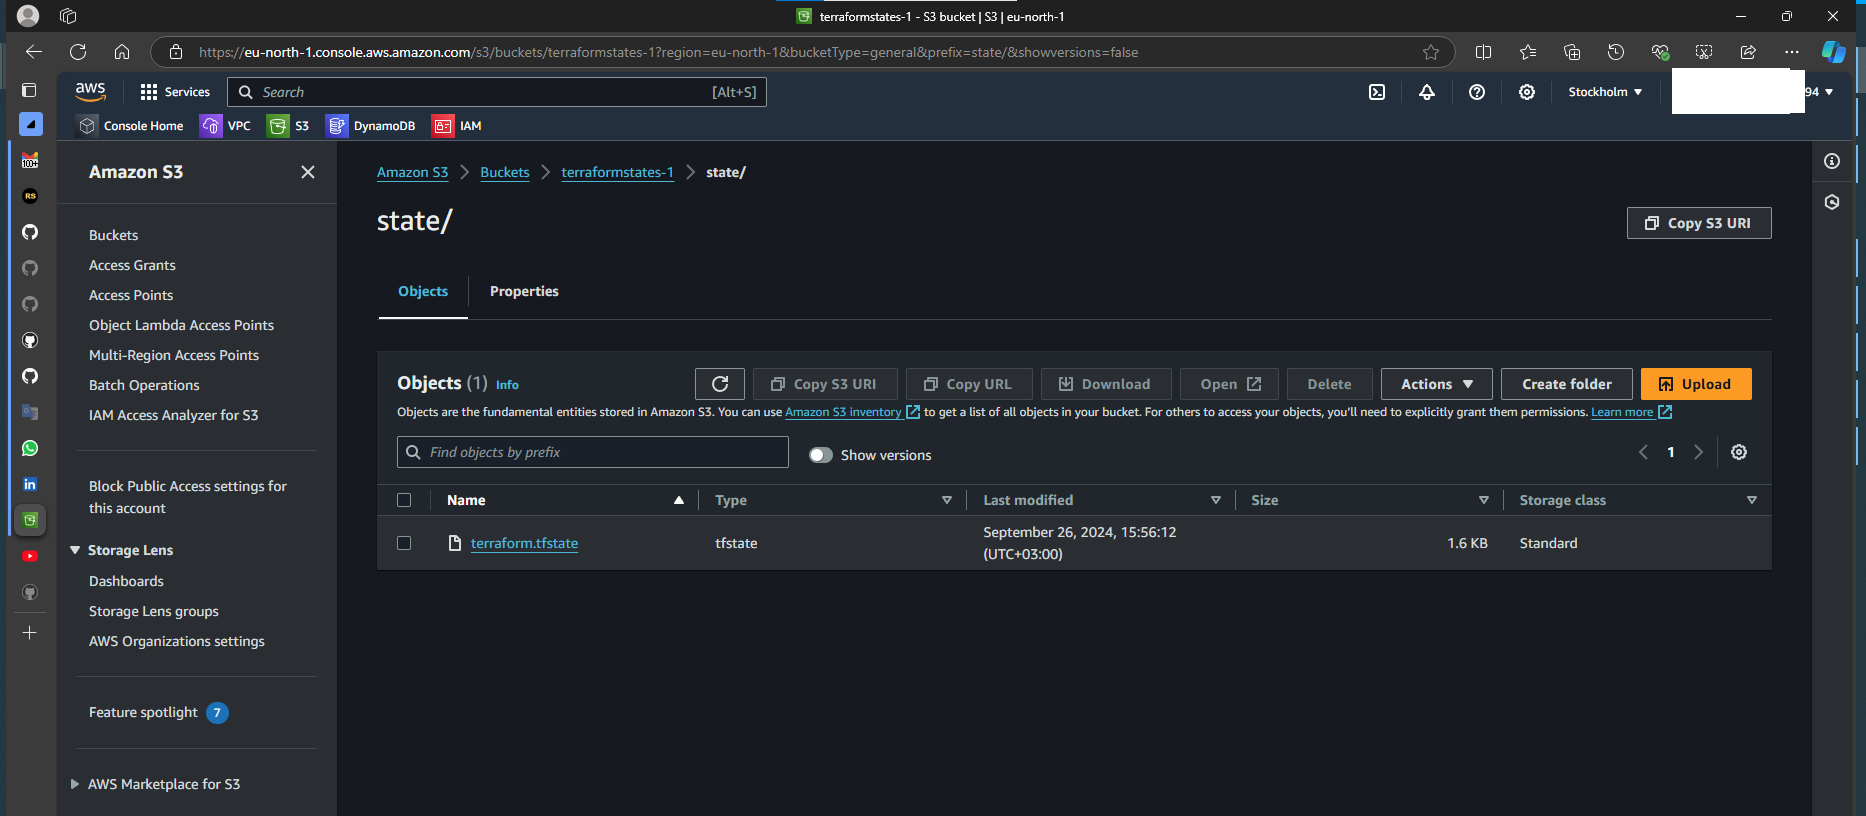 terraformstates-1 - S3 bucket | S3 | eu-north-1
https://eu-north-1.console.aws.amazon.com/s3/buckets/terraformstates-1?region=eu-north-1&bucketType=general&prefix=state/&showversions=false
aws
Services
Search
[Alt+S]
Stockholm
94
Console Home
VPC
S3
DynamoDB
IAM
100+
RS
in
Amazon S3
Buckets
Access Grants
Access Points
Object Lambda Access Points
Multi-Region Access Points
Batch Operations
IAM Access Analyzer for S3
Block Public Access settings for
this account
Storage Lens
Dashboards
Storage Lens groups
AWS Organizations settings
Feature spotlight 7
AWS Marketplace for S3
Amazon S3 > Buckets > terraformstates-1 > state/
state/
Copy S3 URI
Objects
Properties
Objects (1) Info
Copy S3 URI
Copy URL
Download
Open
Delete
Actions
Create folder
Upload
Objects are the fundamental entities stored in Amazon S3. You can use Amazon S3 inventory to get a list of all objects in your bucket. For others to access your objects, you'll need to explicitly grant them permissions. Learn more
Find objects by prefix
Show versions
1
Name Type Last modified Size Storage class
terraform.tfstate tfstate September 26, 2024, 15:56:12 (UTC+03:00) 1.6 KB Standard